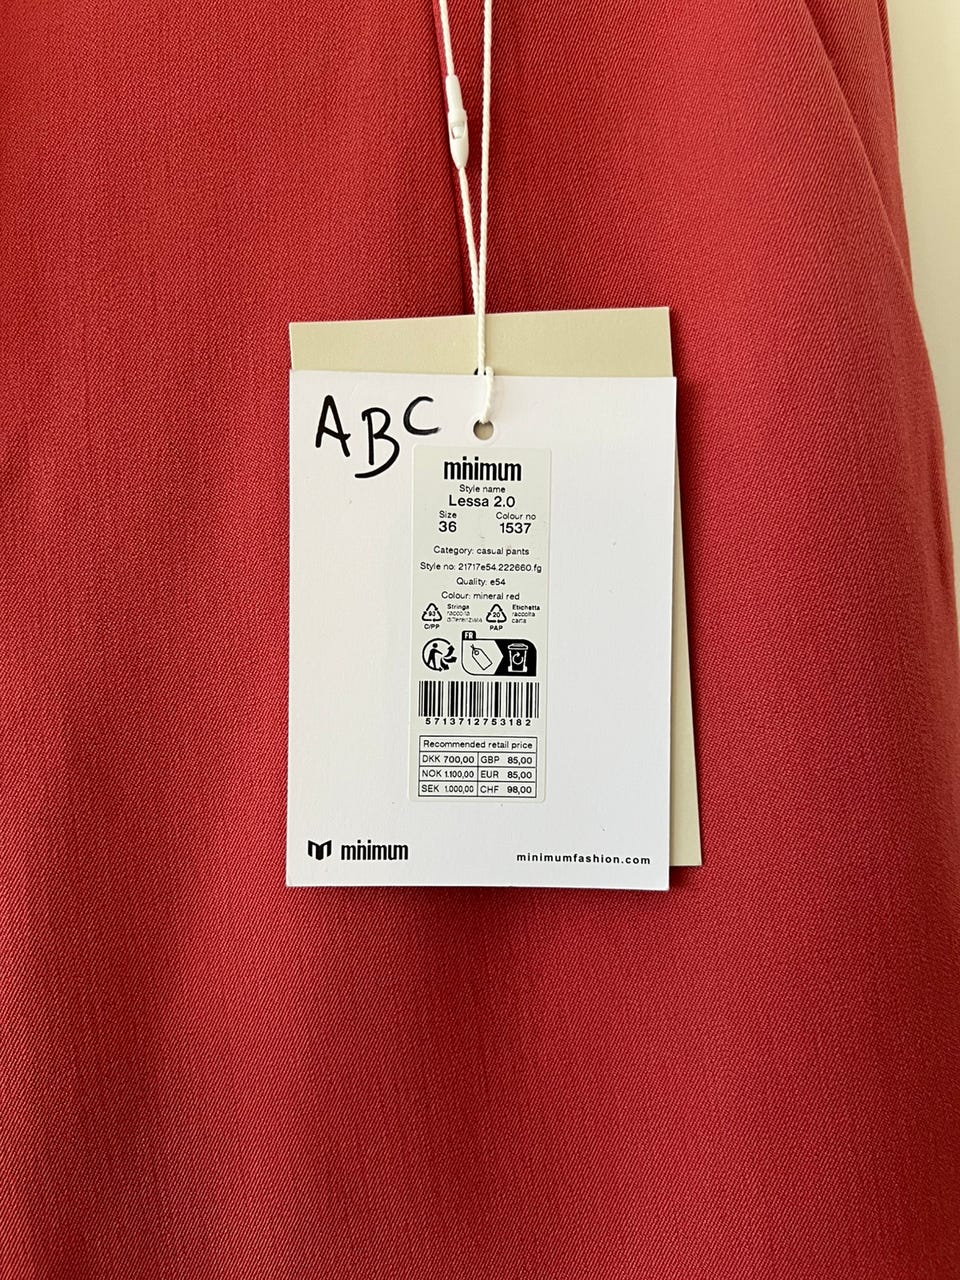 ABC
minimum
Style name
Lessa 2.0
Size Colour no
36 1537
Category: casual pants
Style no: 21717e54.222660.fg
Quality: e54
Colour: mineral red
93 Stringa raccolta differenziata
C/PP
20 Etichetta raccolta carta
PAP
FR
5713712753182
Recommended retail price
DKK 700,00 GBP 85,00
NOK 1.100,00 EUR 85,00
SEK 1.000,00 CHF 98,00
minimum minimumfashion.com